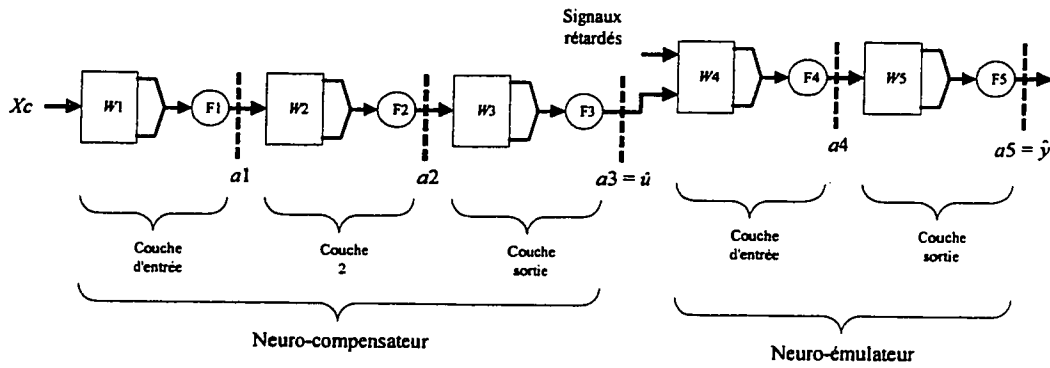 Signaux
rétardés
Xc
W1
F1
W2
F2
W3
F3
W4
F4
W5
F5
a1
a2
a3 = û
a4
a5 = ŷ
Couche
d'entrée
Couche
2
Couche
sortie
Couche
d'entrée
Couche
sortie
Neuro-compensateur
Neuro-émulateur